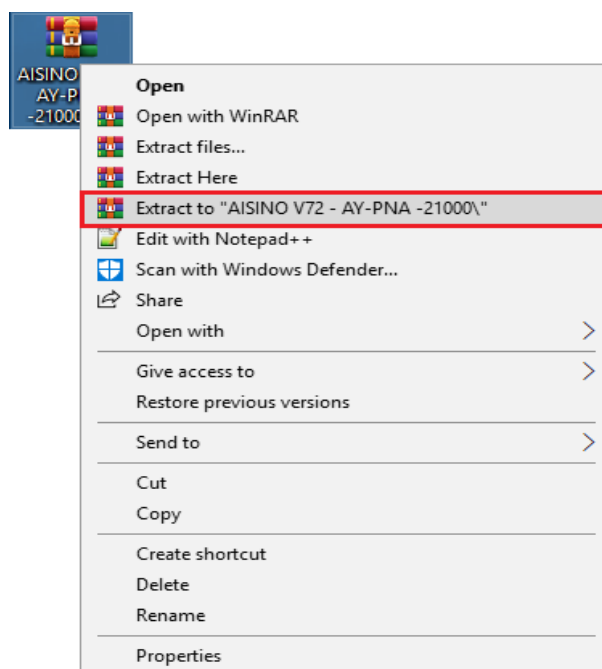 AISINO
AY-P
-21000
Open
Open with WinRAR
Extract files...
Extract Here
Extract to "AISINO V72 - AY-PNA -21000\"
Edit with Notepad++
Scan with Windows Defender...
Share
Open with
Give access to
Restore previous versions
Send to
Cut
Copy
Create shortcut
Delete
Rename
Properties